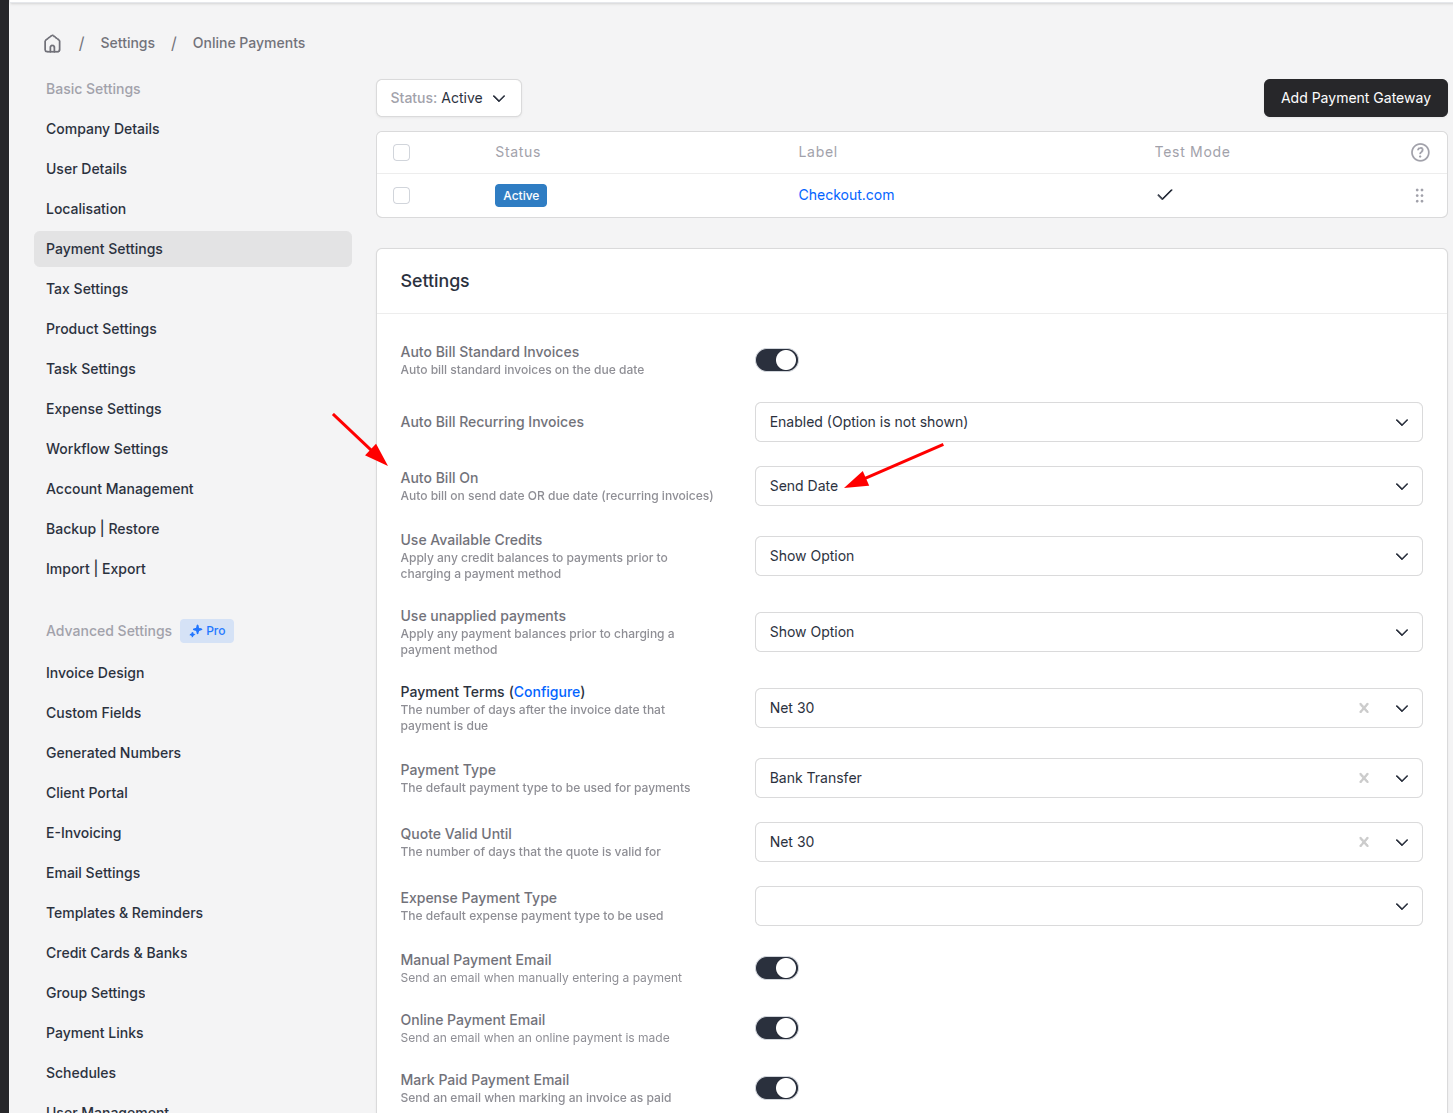 / Settings / Online Payments
Basic Settings
Company Details
User Details
Localisation
Payment Settings
Tax Settings
Product Settings
Task Settings
Expense Settings
Workflow Settings
Account Management
Backup | Restore
Import | Export
Advanced Settings Pro
Invoice Design
Custom Fields
Generated Numbers
Client Portal
E-Invoicing
Email Settings
Templates & Reminders
Credit Cards & Banks
Group Settings
Payment Links
Schedules
User Management
Status: Active
Add Payment Gateway
Status Label Test Mode ?
Active Checkout.com
Settings
Auto Bill Standard Invoices
Auto bill standard invoices on the due date
Auto Bill Recurring Invoices
Enabled (Option is not shown)
Auto Bill On
Auto bill on send date OR due date (recurring invoices)
Send Date
Use Available Credits
Apply any credit balances to payments prior to
charging a payment method
Show Option
Use unapplied payments
Apply any payment balances prior to charging a
payment method
Show Option
Payment Terms (Configure)
The number of days after the invoice date that
payment is due
Net 30
Payment Type
The default payment type to be used for payments
Bank Transfer
Quote Valid Until
The number of days that the quote is valid for
Net 30
Expense Payment Type
The default expense payment type to be used
Manual Payment Email
Send an email when manually entering a payment
Online Payment Email
Send an email when an online payment is made
Mark Paid Payment Email
Send an email when marking an invoice as paid